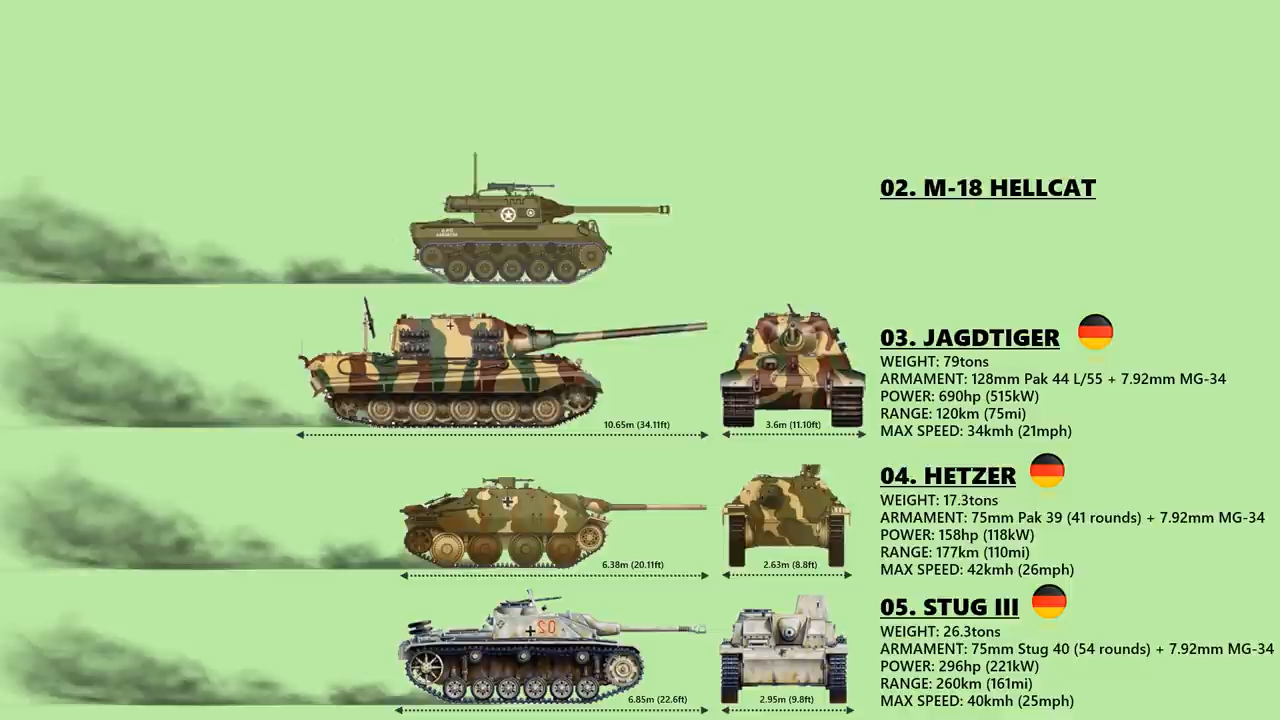 02. M-18 HELLCAT
03. JAGDTIGER
WEIGHT: 79tons
ARMAMENT: 128mm Pak 44 L/55 + 7.92mm MG-34
POWER: 690hp (515kW)
RANGE: 120km (75mi)
MAX SPEED: 34kmh (21mph)
10.65m (34.11ft)
3.6m (11.10ft)
04. HETZER
WEIGHT: 17.3tons
ARMAMENT: 75mm Pak 39 (41 rounds) + 7.92mm MG-34
POWER: 158hp (118kW)
RANGE: 177km (110mi)
MAX SPEED: 42kmh (26mph)
6.38m (20.11ft)
2.63m (8.8ft)
05. STUG III
WEIGHT: 26.3tons
ARMAMENT: 75mm Stug 40 (54 rounds) + 7.92mm MG-34
POWER: 296hp (221kW)
RANGE: 260km (161mi)
MAX SPEED: 40kmh (25mph)
6.85m (22.6ft)
2.95m (9.8ft)